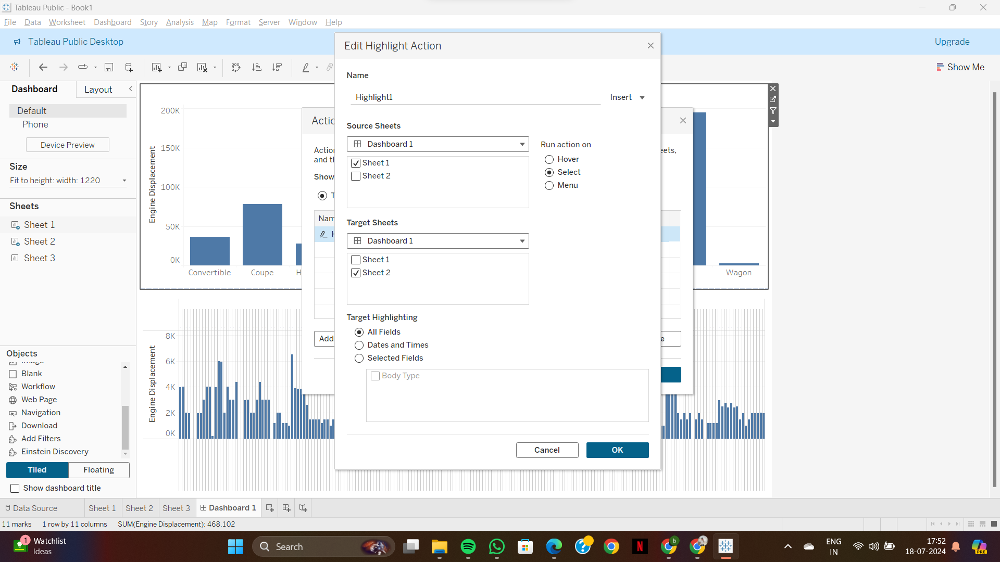 Tableau Public - Book1
File Data Worksheet Dashboard Story Analysis Map Format Server Window Help
Tableau Public Desktop
Upgrade
Show Me
Dashboard Layout
Default
Phone
Device Preview
Size
Fit to height: width: 1220
Sheets
Sheet 1
Sheet 2
Sheet 3
Objects
Image
Blank
Workflow
Web Page
Navigation
Download
Add Filters
Einstein Discovery
Tiled Floating
Show dashboard title
Engine Displacement
200K
150K
100K
50K
0K
Convertible Coupe H Wagon
Engine Displacement
8K
6K
4K
2K
0K
Actio
Action
eets,
and th
Show
T
Nam
H
Add
e
Edit Highlight Action
Name
Highlight1
Insert
Source Sheets
Dashboard 1
Sheet 1
Sheet 2
Run action on
Hover
Select
Menu
Target Sheets
Dashboard 1
Sheet 1
Sheet 2
Target Highlighting
All Fields
Dates and Times
Selected Fields
Body Type
Cancel OK
Data Source Sheet 1 Sheet 2 Sheet 3 Dashboard 1
11 marks 1 row by 11 columns SUM(Engine Displacement): 468,102
1
Watchlist
Ideas
Search
N
b
ENG
IN
17:52
18-07-2024
PRE